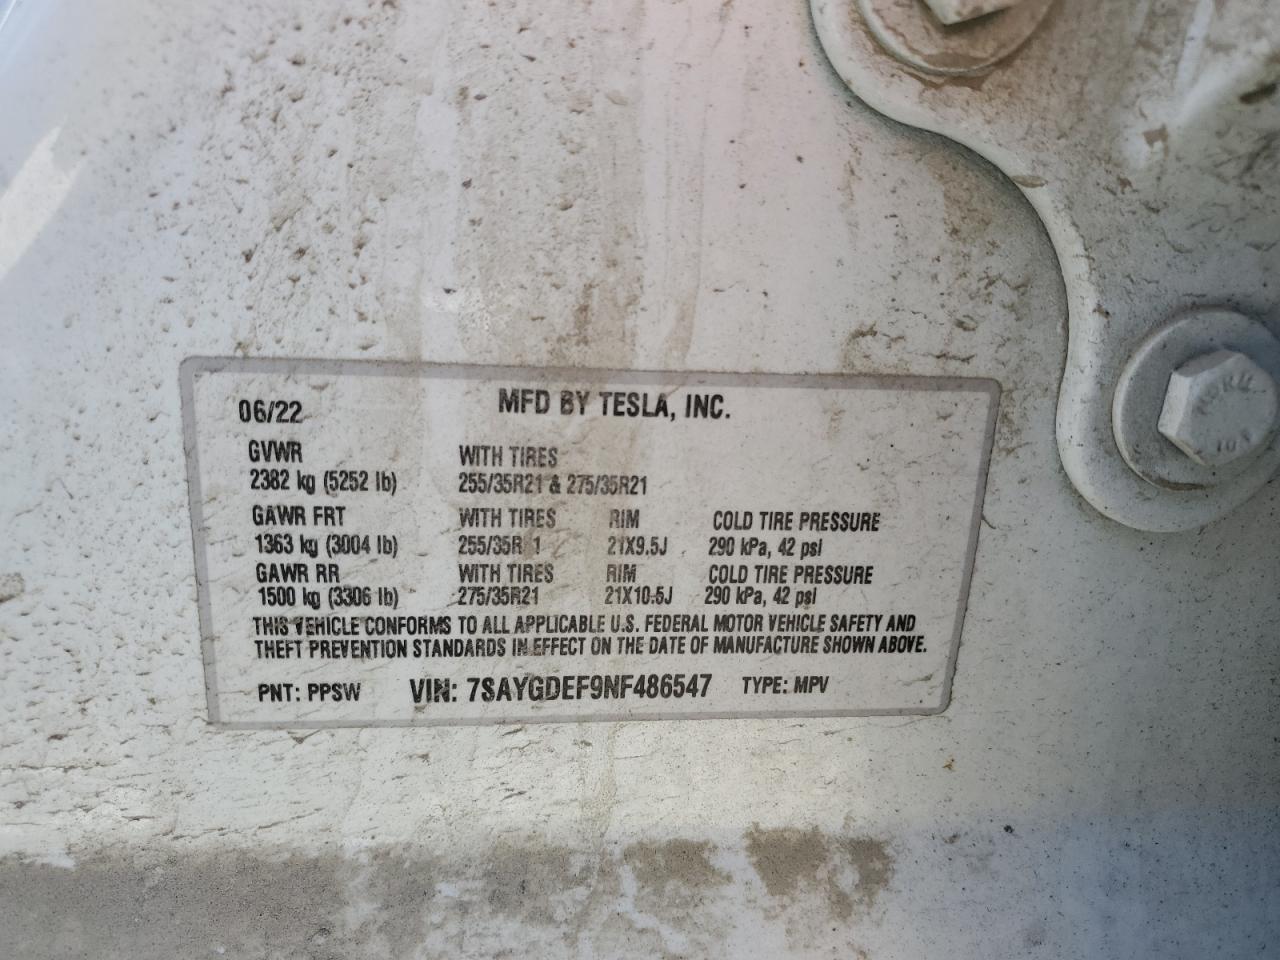 06/22 MFD BY TESLA, INC.
GVWR WITH TIRES
2382 kg (5252 lb) 255/35R21 & 275/35R21
GAWR FRT WITH TIRES RIM COLD TIRE PRESSURE
1363 kg (3004 lb) 255/35R 1 21X9.5J 290 kPa, 42 psi
GAWR RR WITH TIRES RIM COLD TIRE PRESSURE
1500 kg (3306 lb) 275/35R21 21X10.5J 290 kPa, 42 psi
THIS VEHICLE CONFORMS TO ALL APPLICABLE U.S. FEDERAL MOTOR VEHICLE SAFETY AND
THEFT PREVENTION STANDARDS IN EFFECT ON THE DATE OF MANUFACTURE SHOWN ABOVE.
PNT: PPSW VIN: 7SAYGDEF9NF486547 TYPE: MPV